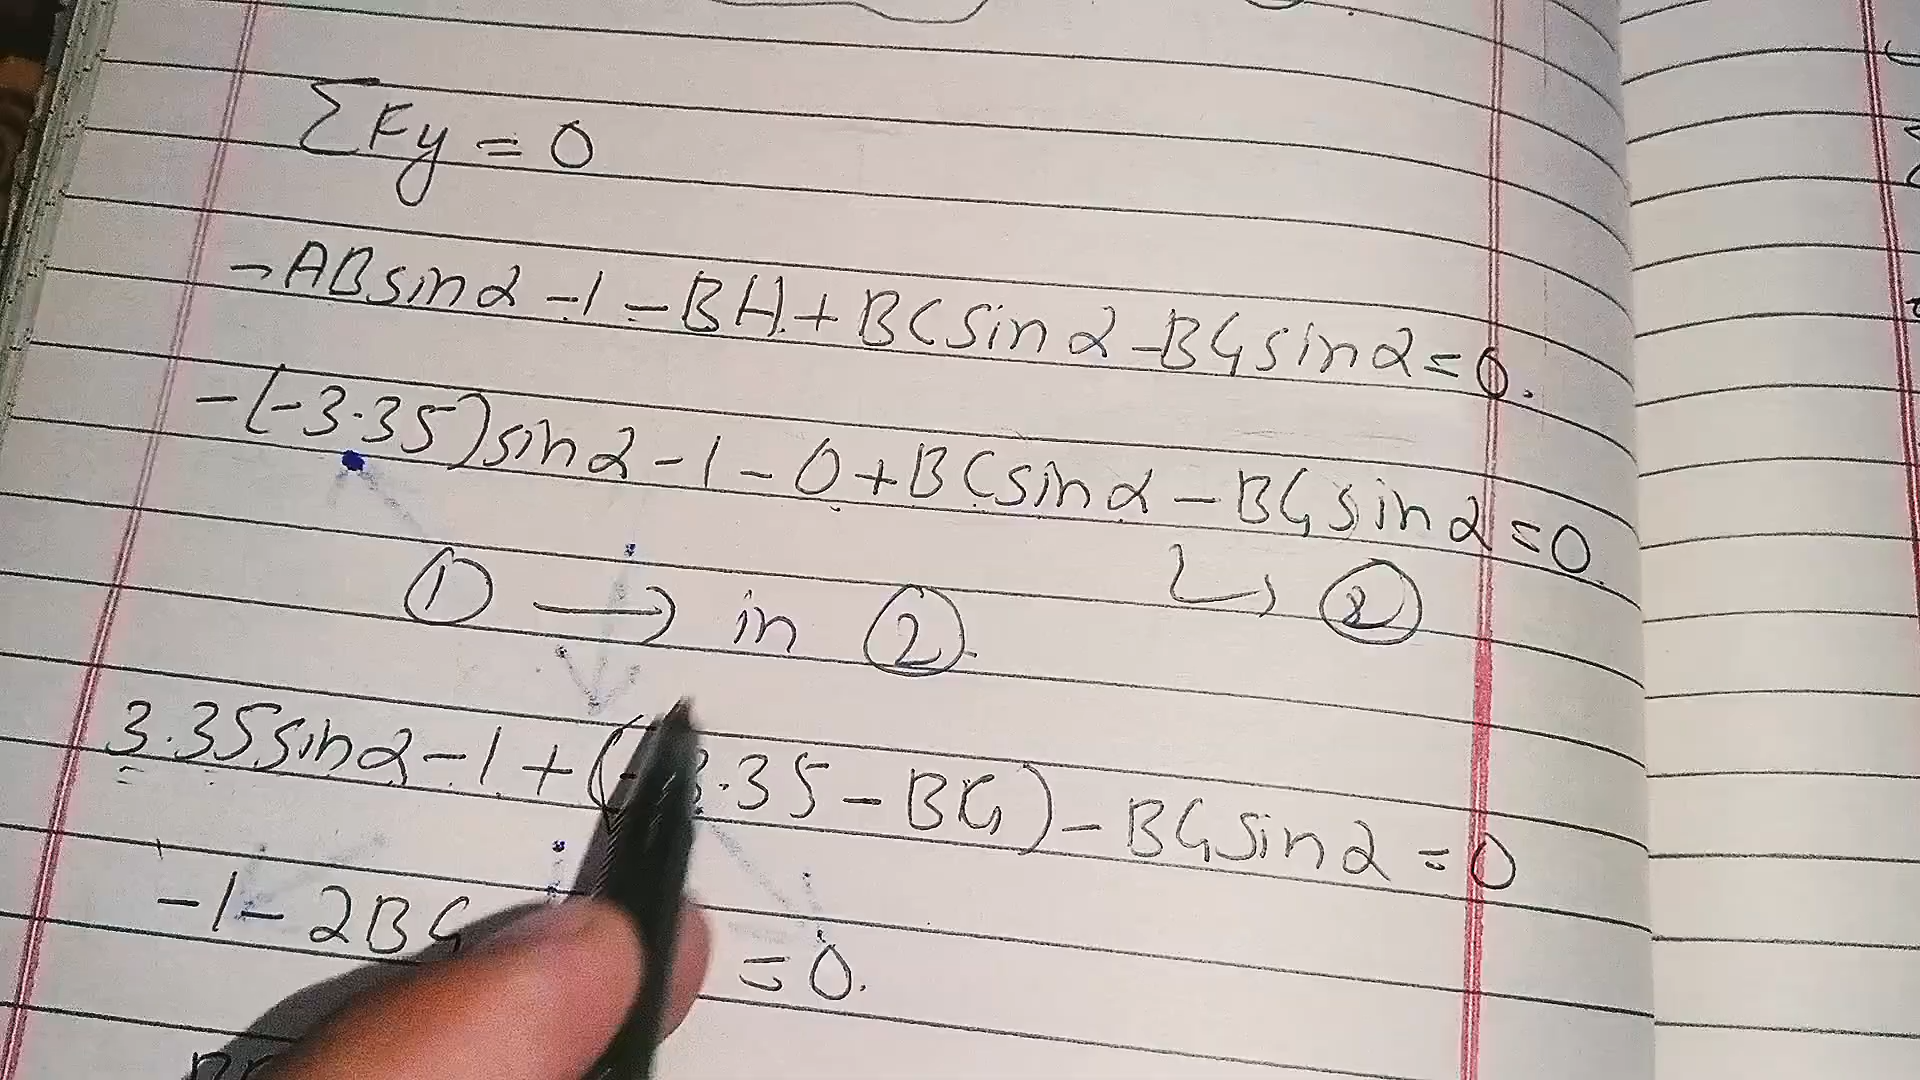 ΣFy = 0
-ABsinα - 1 - BH + BCsinα - BGsinα = 0.
-(-3.35)sinα - 1 - 0 + BCsinα - BGsinα = 0.
↳ ②
① → in ②.
3.35sinα - 1 + (-3.35 - BG) - BGsinα = 0
-1 - 2BG = 0.